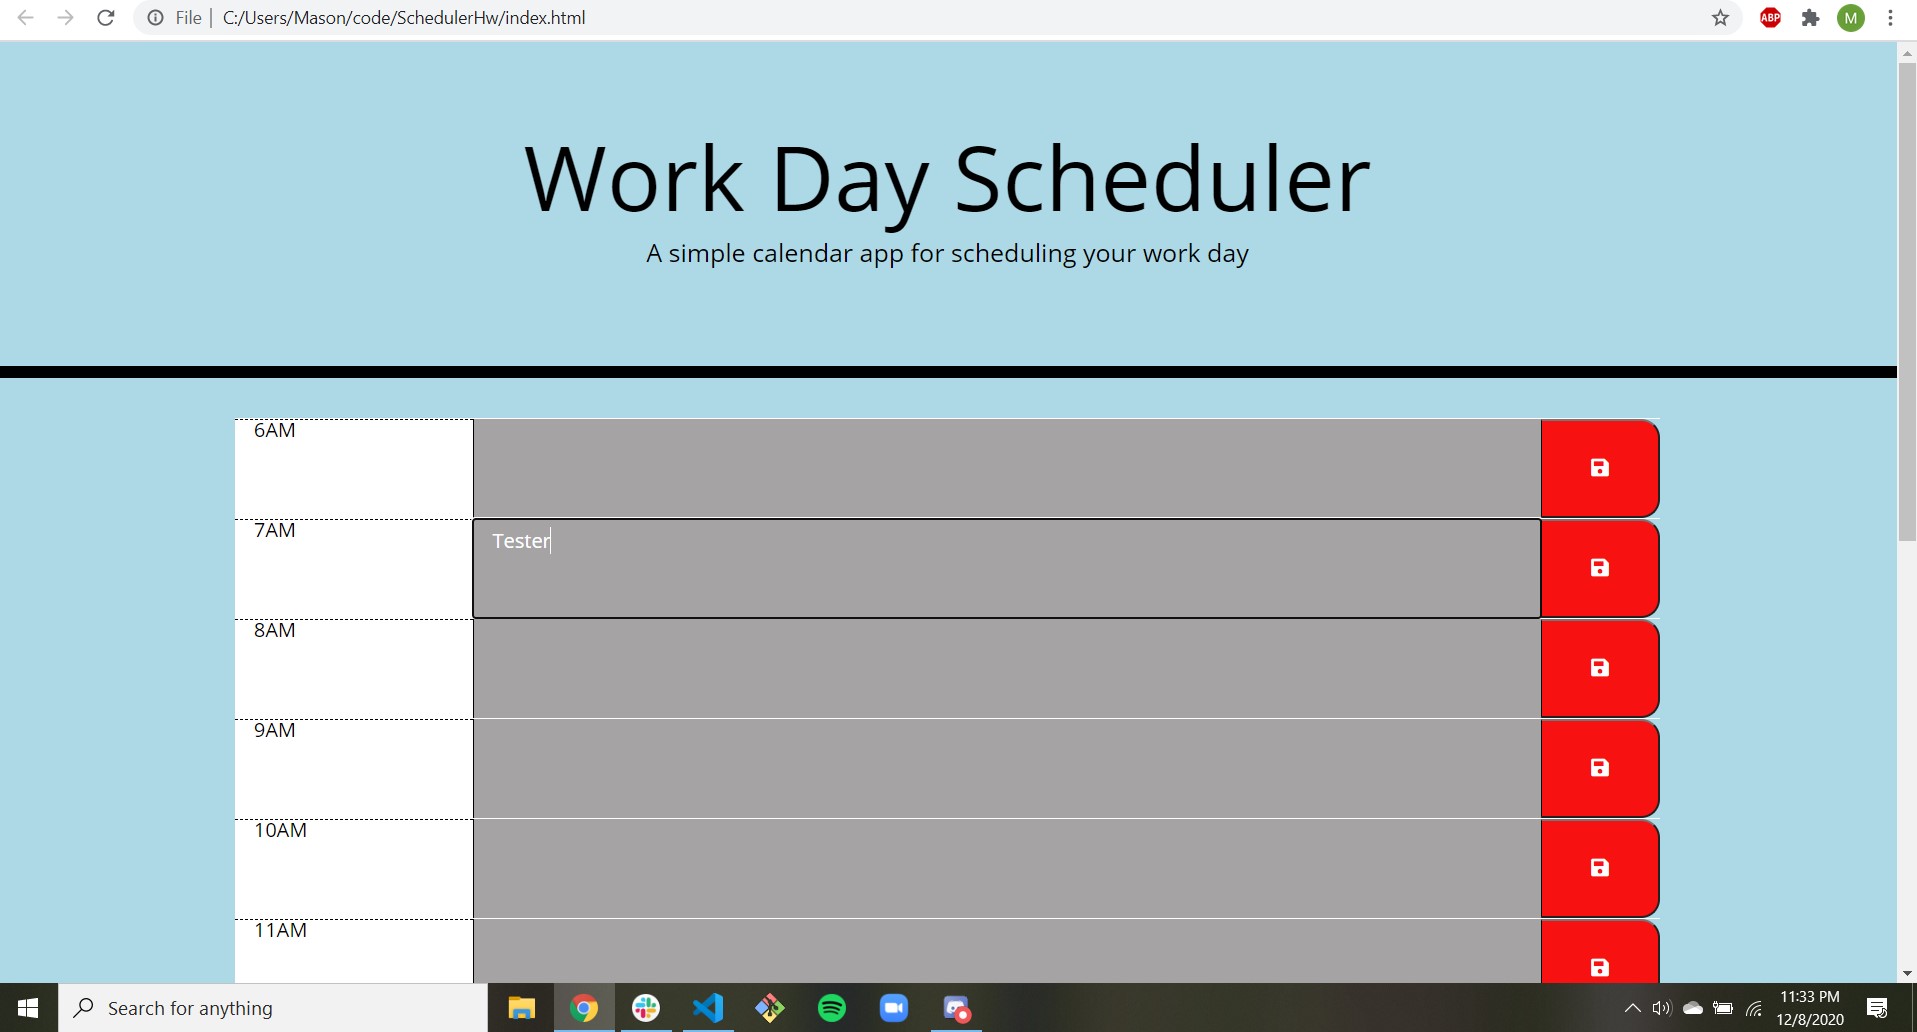 File | C:/Users/Mason/code/SchedulerHw/index.html
ABP
M
Work Day Scheduler
A simple calendar app for scheduling your work day
6AM
7AM
Tester
8AM
9AM
10AM
11AM
Search for anything
11:33 PM
12/8/2020